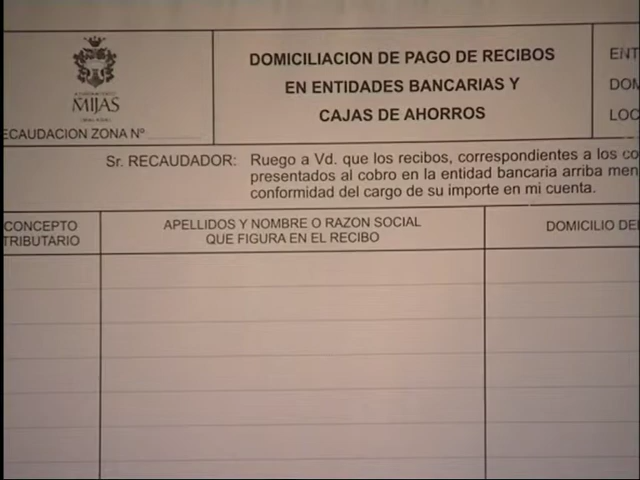 MIJAS
RECAUDACION ZONA Nº
DOMICILIACION DE PAGO DE RECIBOS
EN ENTIDADES BANCARIAS Y
CAJAS DE AHORROS
ENT
DOM
LOC
Sr. RECAUDADOR: Ruego a Vd. que los recibos, correspondientes a los co
presentados al cobro en la entidad bancaria arriba men
conformidad del cargo de su importe en mi cuenta.
CONCEPTO
TRIBUTARIO
APELLIDOS Y NOMBRE O RAZON SOCIAL
QUE FIGURA EN EL RECIBO
DOMICILIO DE